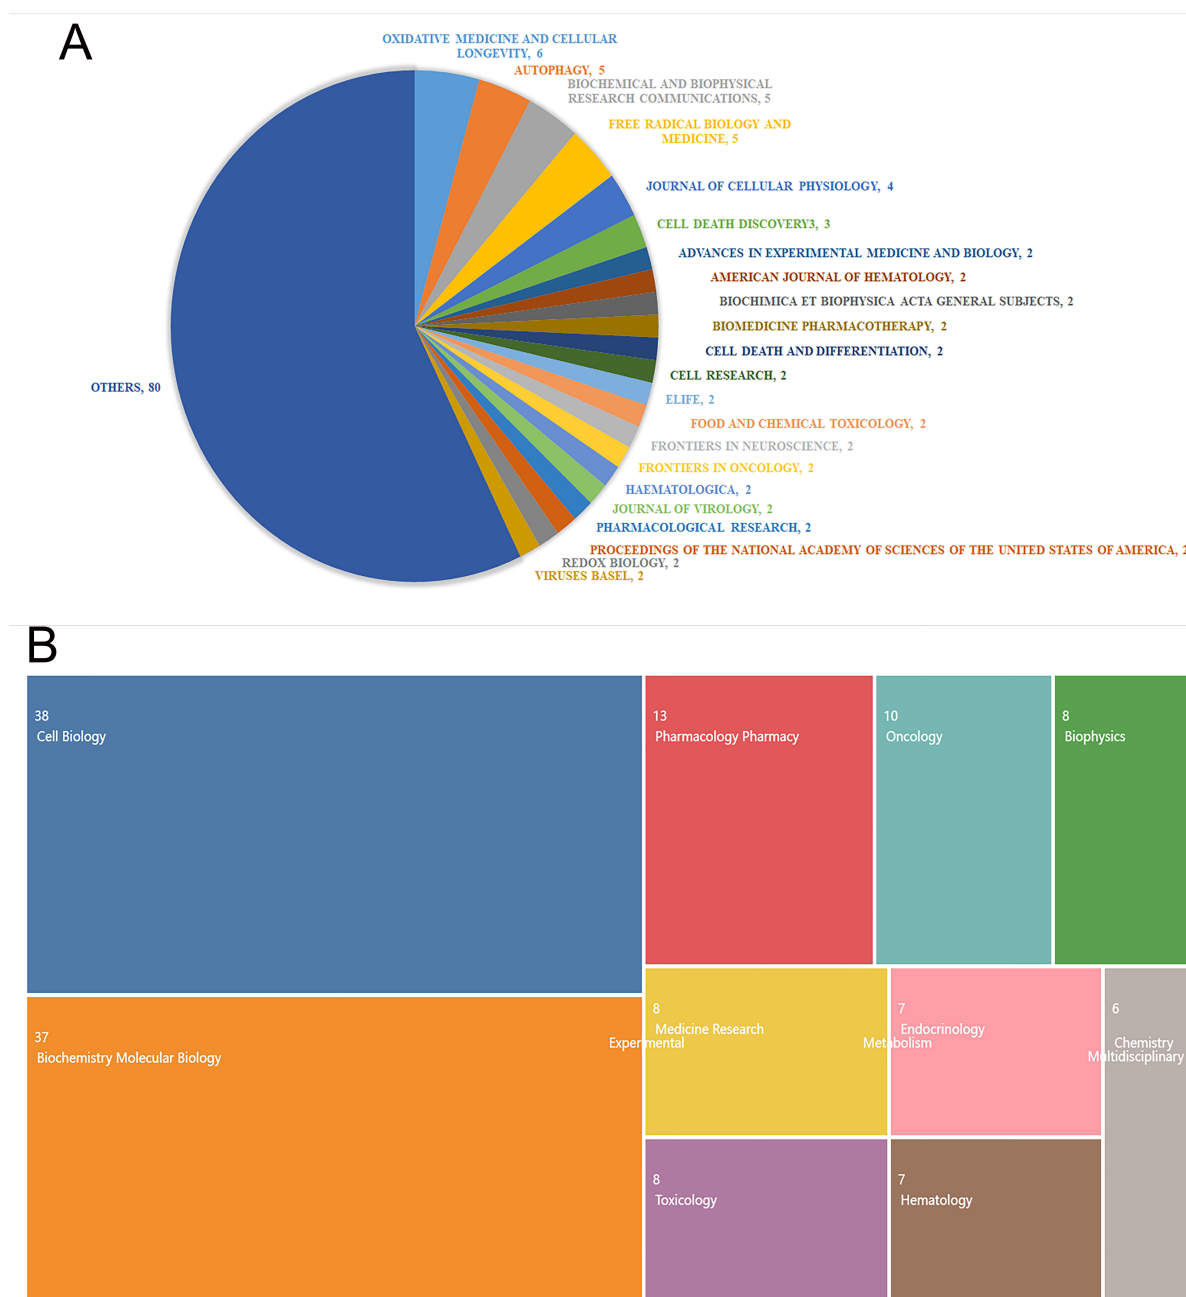 A
OXIDATIVE MEDICINE AND CELLULAR
LONGEVITY, 6
AUTOPHAGY, 5
BIOCHEMICAL AND BIOPHYSICAL
RESEARCH COMMUNICATIONS, 5
FREE RADICAL BIOLOGY AND
MEDICINE, 5
JOURNAL OF CELLULAR PHYSIOLOGY, 4
CELL DEATH DISCOVERY3, 3
ADVANCES IN EXPERIMENTAL MEDICINE AND BIOLOGY, 2
AMERICAN JOURNAL OF HEMATOLOGY, 2
BIOCHIMICA ET BIOPHYSICA ACTA GENERAL SUBJECTS, 2
BIOMEDICINE PHARMACOTHERAPY, 2
CELL DEATH AND DIFFERENTIATION, 2
CELL RESEARCH, 2
OTHERS, 80
ELIFE, 2
FOOD AND CHEMICAL TOXICOLOGY, 2
FRONTIERS IN NEUROSCIENCE, 2
FRONTIERS IN ONCOLOGY, 2
HAEMATOLOGICA, 2
JOURNAL OF VIROLOGY, 2
PHARMACOLOGICAL RESEARCH, 2
PROCEEDINGS OF THE NATIONAL ACADEMY OF SCIENCES OF THE UNITED STATES OF AMERICA, 2
REDOX BIOLOGY, 2
VIRUSES BASEL, 2
B
38
Cell Biology
13
Pharmacology Pharmacy
10
Oncology
8
Biophysics
37
Biochemistry Molecular Biology
8
Medicine Research
Experimental
7
Endocrinology
Metabolism
6
Chemistry
Multidisciplinary
8
Toxicology
7
Hematology